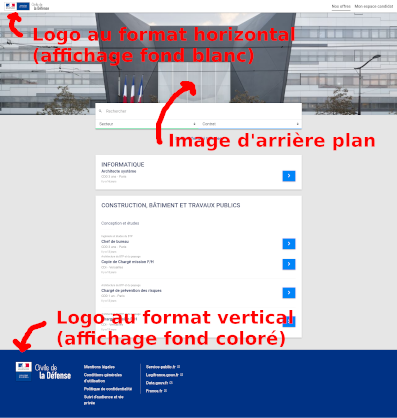 Civils de
la Défense
Nos offres
Mon espace candidat
Logo au format horizontal
(affichage fond blanc)
Rechercher
Secteur
Contrat
Image d'arrière plan
INFORMATIQUE
Architecte système
CONSTRUCTION, BÂTIMENT ET TRAVAUX PUBLICS
Conception et études
Chef de bureau
Copie de Chargé mission F/H
Chargé de prévention des risques
Logo au format vertical
(affichage fond coloré)
Civils de
la Défense
Mentions légales
Conditions générales
d'utilisation
Politique de confidentialité
Suivi d'audience et vie
privée
Service-public.fr
Legifrance.gouv.fr
Data.gouv.fr
France.fr